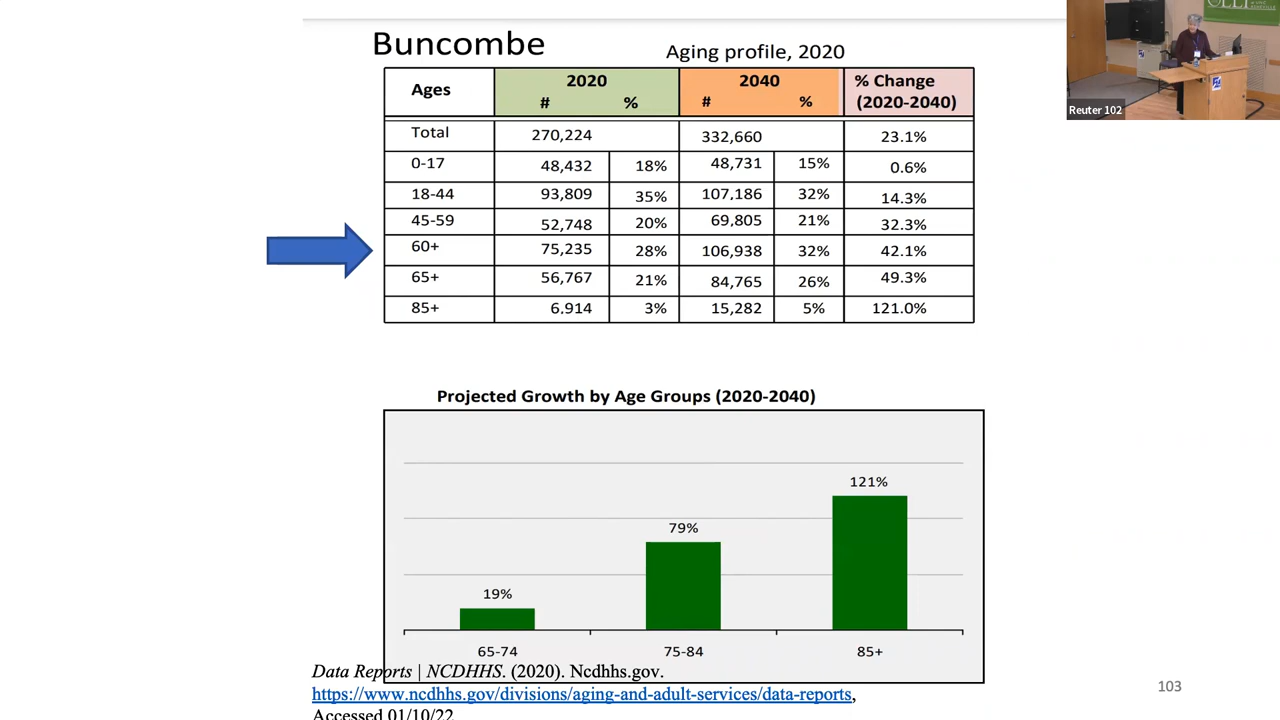 Buncombe
Aging profile, 2020
Ages 2020 # % 2040 # % % Change (2020-2040)
Total 270,224 332,660 23.1%
0-17 48,432 18% 48,731 15% 0.6%
18-44 93,809 35% 107,186 32% 14.3%
45-59 52,748 20% 69,805 21% 32.3%
60+ 75,235 28% 106,938 32% 42.1%
65+ 56,767 21% 84,765 26% 49.3%
85+ 6.914 3% 15,282 5% 121.0%
Projected Growth by Age Groups (2020-2040)
19% 79% 121%
65-74 75-84 85+
Data Reports | NCDHHS. (2020). Ncdhhs.gov.
https://www.ncdhhs.gov/divisions/aging-and-adult-services/data-reports,
Accessed 01/10/22
103
OLLI
Reuter 102